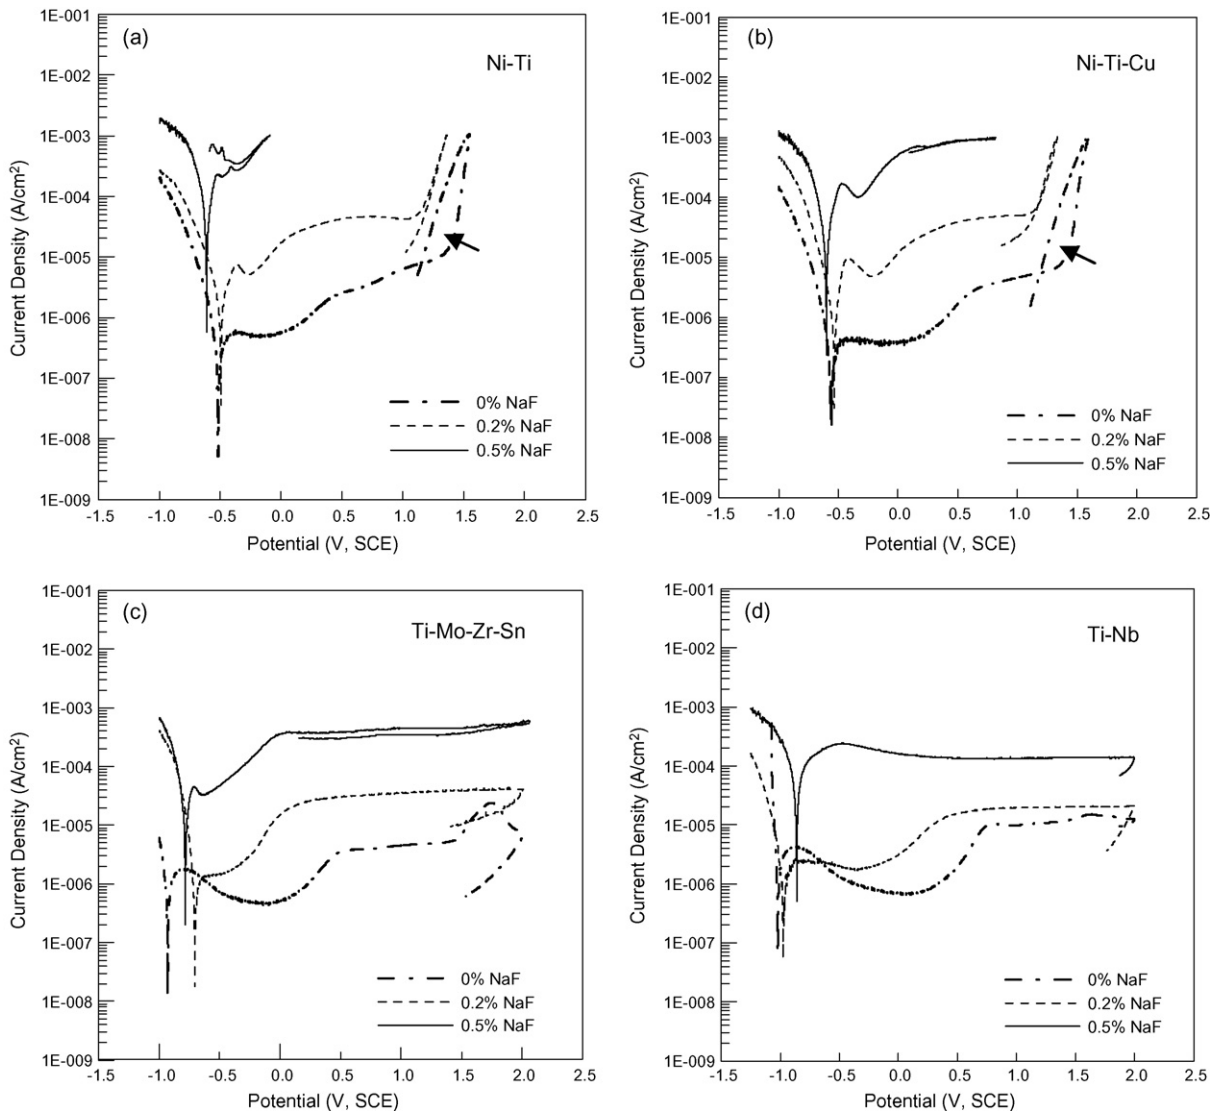 (a)
Ni-Ti
1E-001
1E-002
1E-003
1E-004
1E-005
1E-006
1E-007
1E-008
1E-009
Current Density (A/cm²)
0% NaF
0.2% NaF
0.5% NaF
-1.5 -1.0 -0.5 0.0 0.5 1.0 1.5 2.0 2.5
Potential (V, SCE)
(b)
Ni-Ti-Cu
1E-001
1E-002
1E-003
1E-004
1E-005
1E-006
1E-007
1E-008
1E-009
Current Density (A/cm²)
0% NaF
0.2% NaF
0.5% NaF
-1.5 -1.0 -0.5 0.0 0.5 1.0 1.5 2.0 2.5
Potential (V, SCE)
(c)
Ti-Mo-Zr-Sn
1E-001
1E-002
1E-003
1E-004
1E-005
1E-006
1E-007
1E-008
1E-009
Current Density (A/cm²)
0% NaF
0.2% NaF
0.5% NaF
-1.5 -1.0 -0.5 0.0 0.5 1.0 1.5 2.0 2.5
Potential (V, SCE)
(d)
Ti-Nb
1E-001
1E-002
1E-003
1E-004
1E-005
1E-006
1E-007
1E-008
1E-009
Current Density (A/cm²)
0% NaF
0.2% NaF
0.5% NaF
-1.5 -1.0 -0.5 0.0 0.5 1.0 1.5 2.0 2.5
Potential (V, SCE)